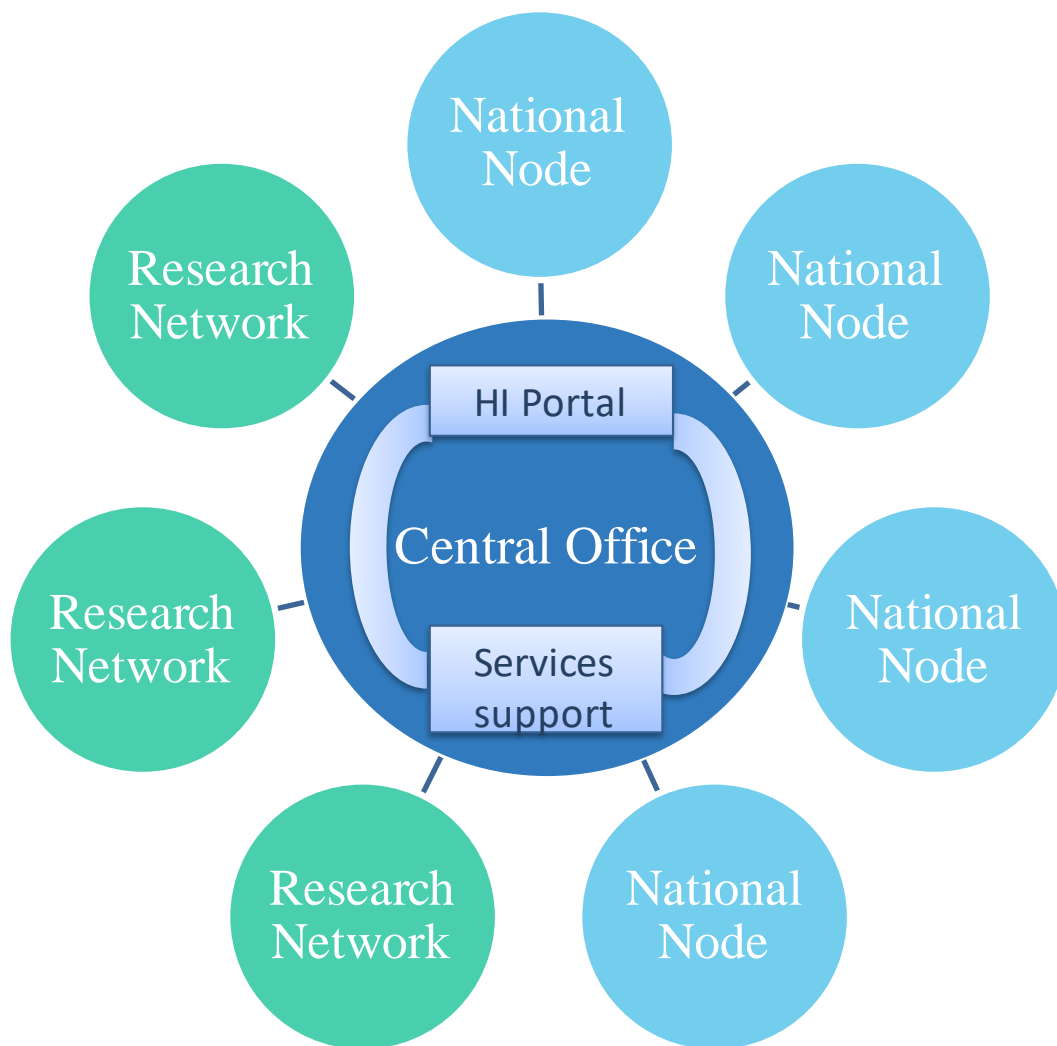 National
Node
National
Node
Research
Network
HI Portal
Central Office
National
Node
Research
Network
Services
support
National
Node
Research
Network